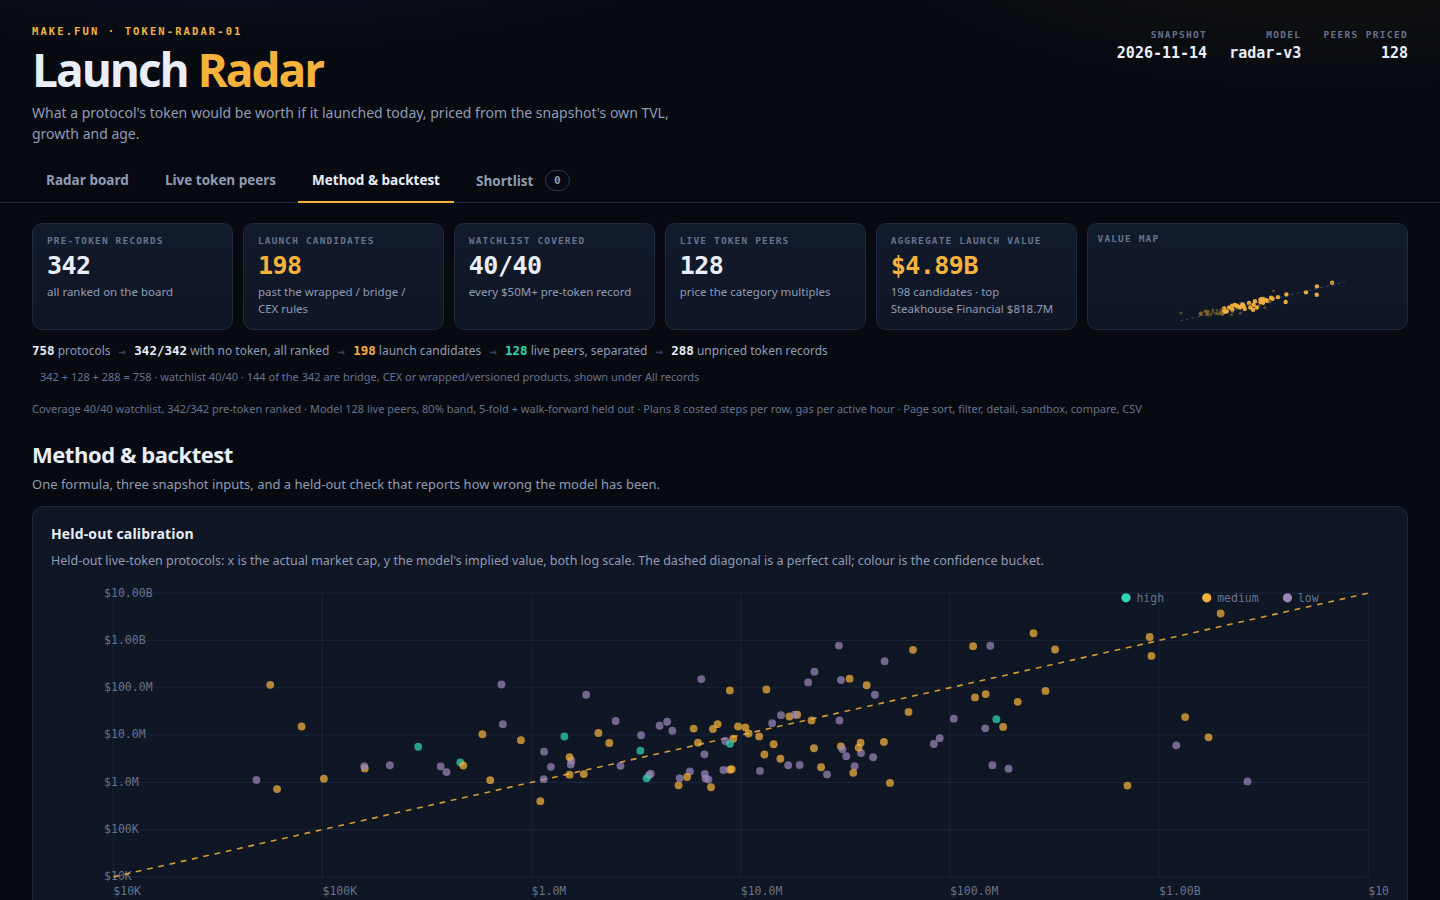 MAKE.FUN · TOKEN-RADAR-01
Launch Radar
What a protocol's token would be worth if it launched today, priced from the snapshot's own TVL,
growth and age.
SNAPSHOT
2026-11-14
MODEL
radar-v3
PEERS PRICED
128
Radar board
Live token peers
Method & backtest
Shortlist 0
PRE-TOKEN RECORDS
342
all ranked on the board
LAUNCH CANDIDATES
198
past the wrapped / bridge /
CEX rules
WATCHLIST COVERED
40/40
every $50M+ pre-token record
LIVE TOKEN PEERS
128
price the category multiples
AGGREGATE LAUNCH VALUE
$4.89B
198 candidates · top
Steakhouse Financial $818.7M
VALUE MAP
758 protocols → 342/342 with no token, all ranked → 198 launch candidates → 128 live peers, separated → 288 unpriced token records
342 + 128 + 288 = 758 · watchlist 40/40 · 144 of the 342 are bridge, CEX or wrapped/versioned products, shown under All records
Coverage 40/40 watchlist, 342/342 pre-token ranked · Model 128 live peers, 80% band, 5-fold + walk-forward held out · Plans 8 costed steps per row, gas per active hour · Page sort, filter, detail, sandbox, compare, CSV
Method & backtest
One formula, three snapshot inputs, and a held-out check that reports how wrong the model has been.
Held-out calibration
Held-out live-token protocols: x is the actual market cap, y the model's implied value, both log scale. The dashed diagonal is a perfect call; colour is the confidence bucket.
high medium low
$10.00B
$1.00B
$100.0M
$10.0M
$1.0M
$100K
$10K
$10K $100K $1.0M $10.0M $100.0M $1.00B $10